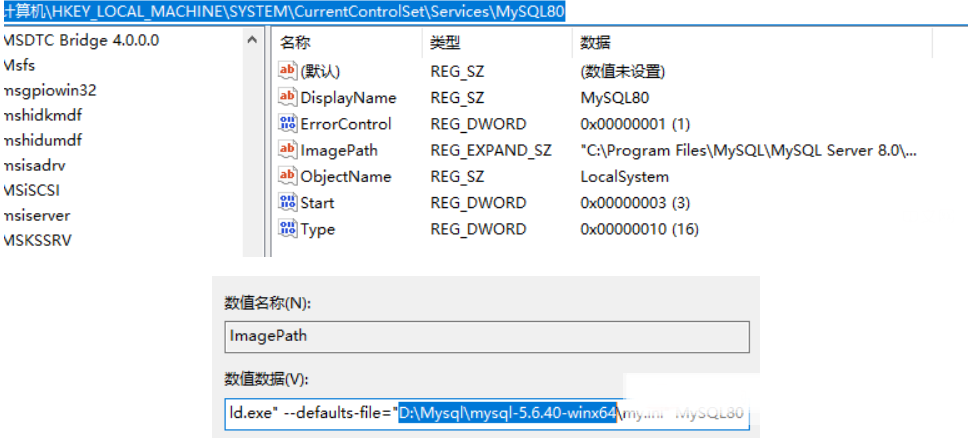 计算机\HKEY_LOCAL_MACHINE\SYSTEM\CurrentControlSet\Services\MySQL80
MSDTC Bridge 4.0.0.0
Msfs
msgpiowin32
mshidkmdf
mshidumdf
msisadrv
MSiSCSI
msiserver
MSKSSRV
名称 类型 数据
(默认) REG_SZ (数值未设置)
DisplayName REG_SZ MySQL80
ErrorControl REG_DWORD 0x00000001 (1)
ImagePath REG_EXPAND_SZ "C:\Program Files\MySQL\MySQL Server 8.0\...
ObjectName REG_SZ LocalSystem
Start REG_DWORD 0x00000003 (3)
Type REG_DWORD 0x00000010 (16)
数值名称(N):
ImagePath
数值数据(V):
ld.exe" --defaults-file="D:\Mysql\mysql-5.6.40-winx64\my.ini" MySQL80